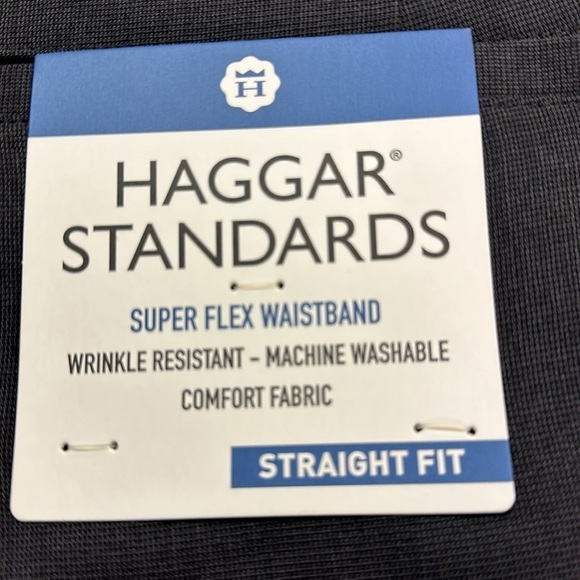 H
HAGGAR®
STANDARDS
SUPER FLEX WAISTBAND
WRINKLE RESISTANT - MACHINE WASHABLE
COMFORT FABRIC
STRAIGHT FIT